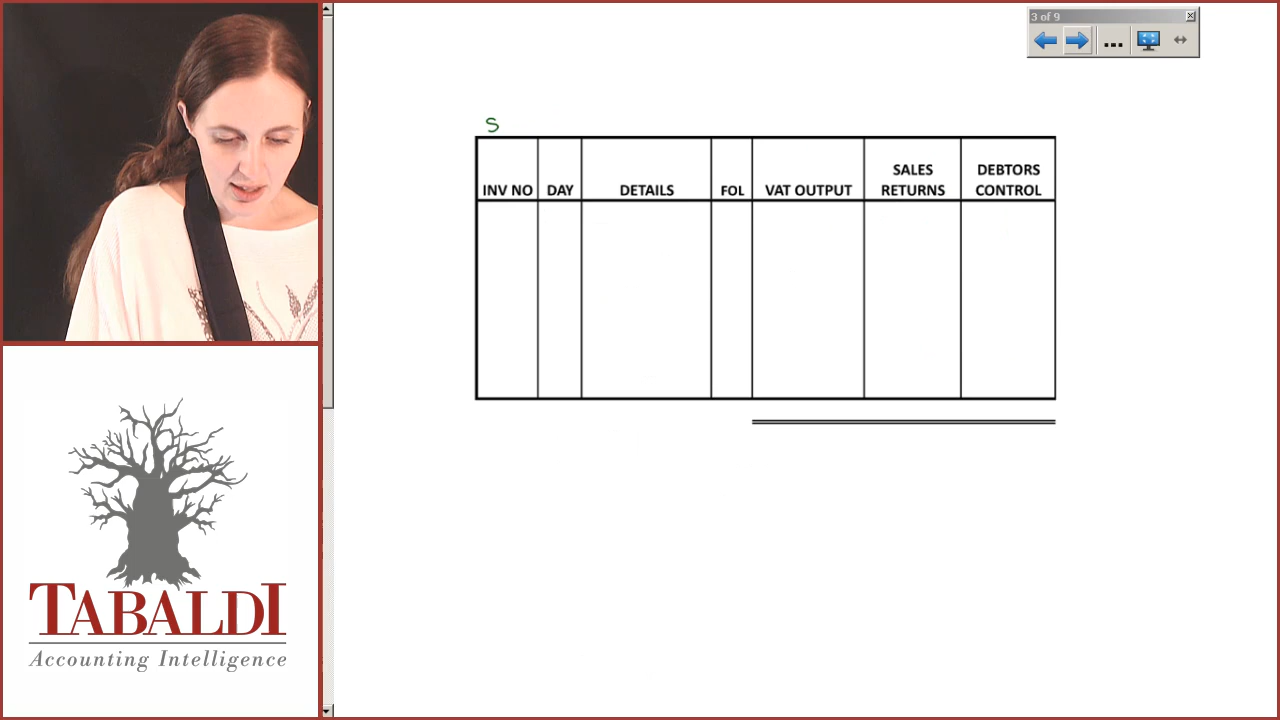 3 of 9
S
INV NO DAY DETAILS FOL VAT OUTPUT SALES RETURNS DEBTORS CONTROL
TABALDI
Accounting Intelligence